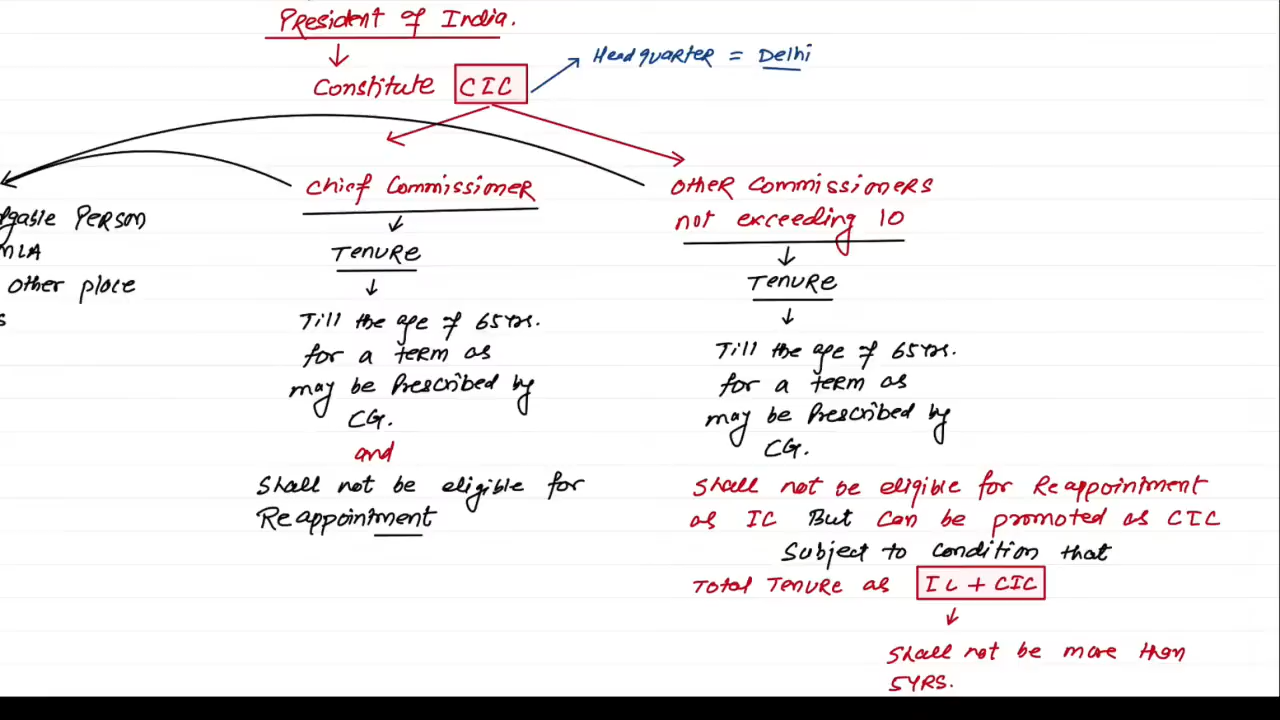 President of India.
Constitute CIC
Headquarter = Delhi
Chief Commissioner
Other Commissioners
not exceeding 10
Person
MLA
other place
Tenure
Till the age of 65yrs.
for a term as
may be Prescribed by
CG.
and
Shall not be eligible for
Reappointment
Tenure
Till the age of 65yrs.
for a term as
may be Prescribed by
CG.
Shall not be eligible for Reappointment
as IC But Can be promoted as CIC
Subject to Condition that
Total Tenure as IC + CIC
Shall not be more than
5YRS.